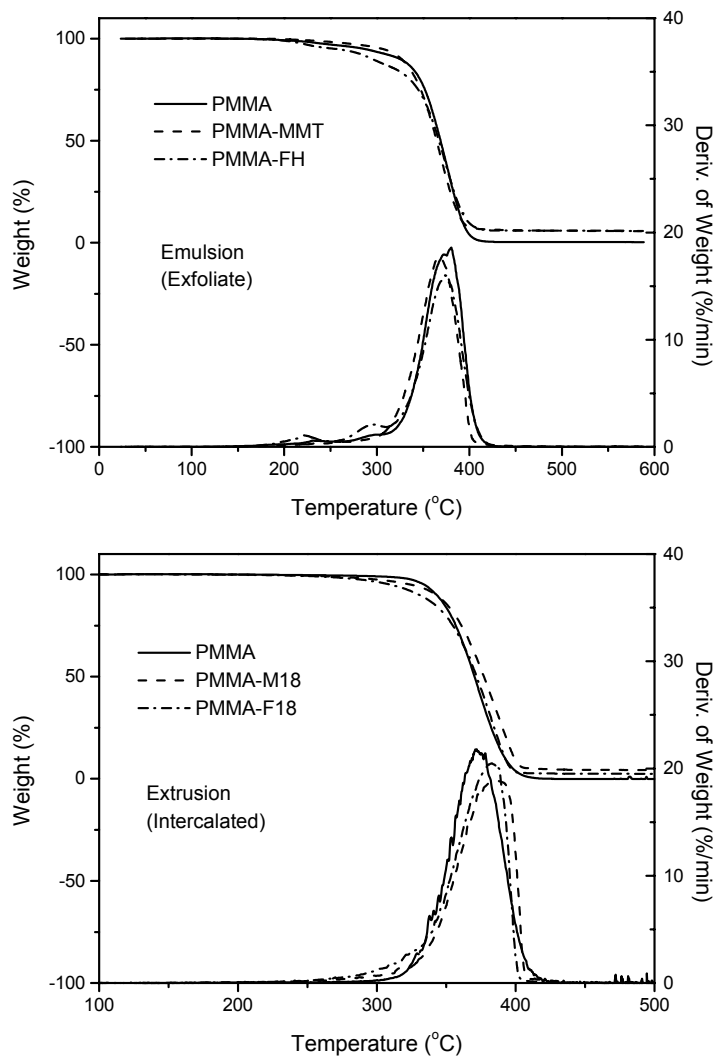 40
100
PMMA
PMMA-MMT
PMMA-FH
30
50
Weight (%)
0
20
Deriv. of Weight (%/min)
Emulsion
(Exfoliate)
-50
10
-100
0
0 100 200 300 400 500 600
Temperature (°C)
40
100
PMMA
PMMA-M18
PMMA-F18
30
50
Weight (%)
0
20
Deriv. of Weight (%/min)
Extrusion
(Intercalated)
-50
10
-100
0
100 200 300 400 500
Temperature (°C)